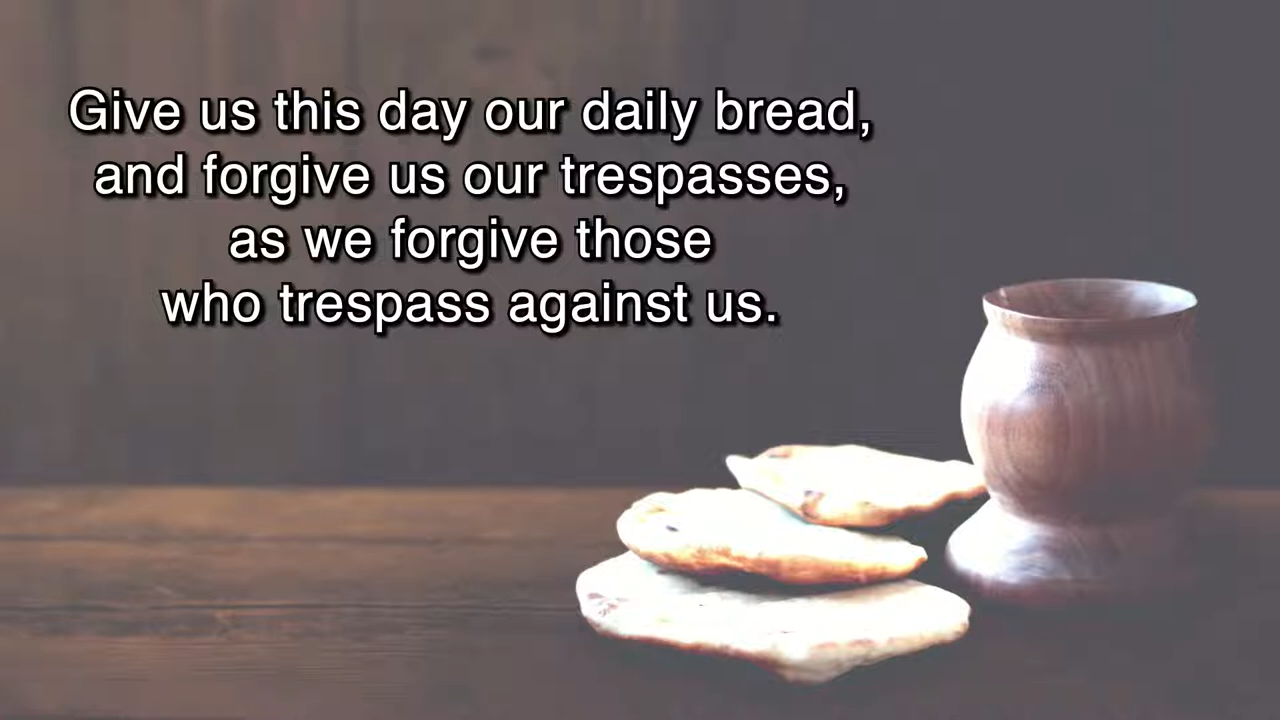 Give us this day our daily bread,
and forgive us our trespasses,
as we forgive those
who trespass against us.